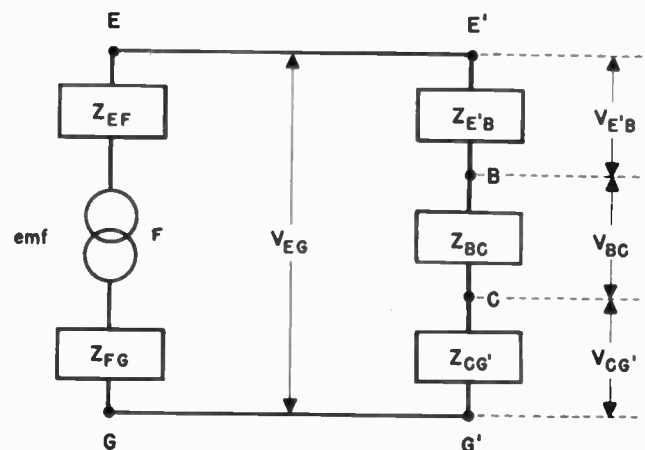 E E'
Z_EF
Z_E'B
V_E'B
B
emf F
V_EG
Z_BC
V_BC
C
Z_FG
Z_CG'
V_CG'
G G'